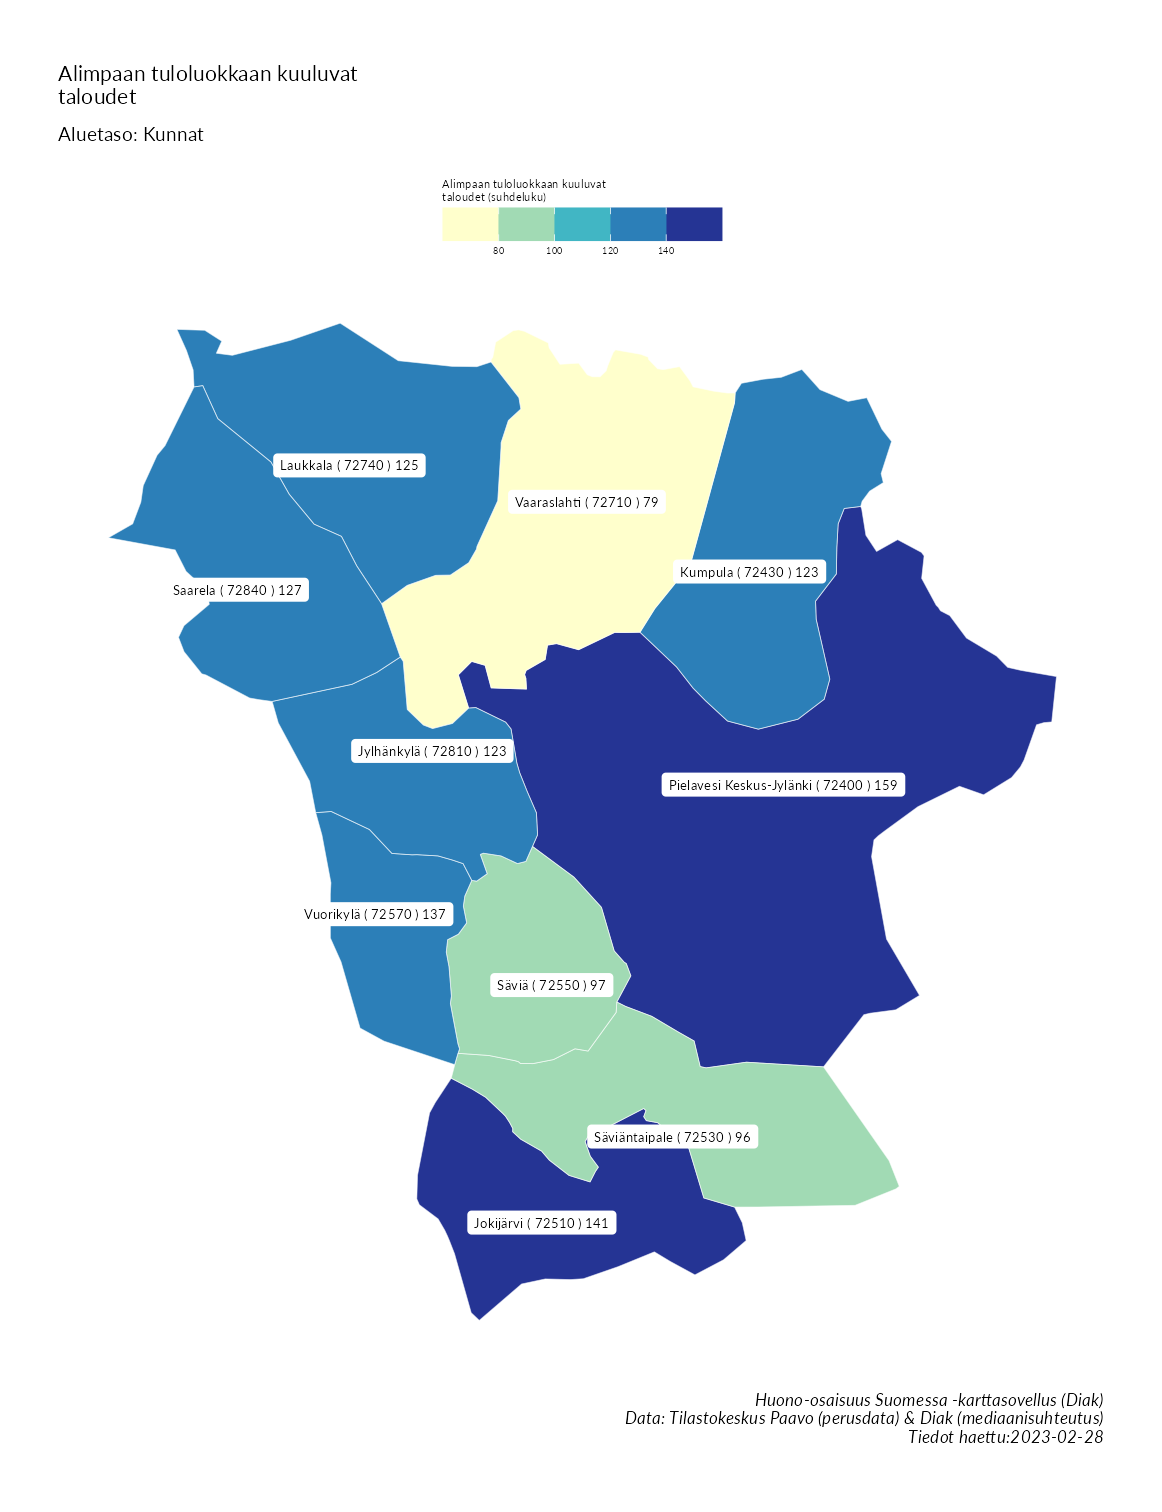 Alimpaan tuloluokkaan kuuluvat
taloudet
Aluetaso: Kunnat
Alimpaan tuloluokkaan kuuluvat
taloudet (suhdeluku)
80 100 120 140
Laukkala ( 72740 ) 125
Vaaraslahti ( 72710 ) 79
Kumpula ( 72430 ) 123
Saarela ( 72840 ) 127
Jylhänkylä ( 72810 ) 123
Pielavesi Keskus-Jylänki ( 72400 ) 159
Vuorikylä ( 72570 ) 137
Säviä ( 72550 ) 97
Säviäntaipale ( 72530 ) 96
Jokijärvi ( 72510 ) 141
Huono-osaisuus Suomessa -karttasovellus (Diak)
Data: Tilastokeskus Paavo (perusdata) & Diak (mediaanisuhteutus)
Tiedot haettu:2023-02-28